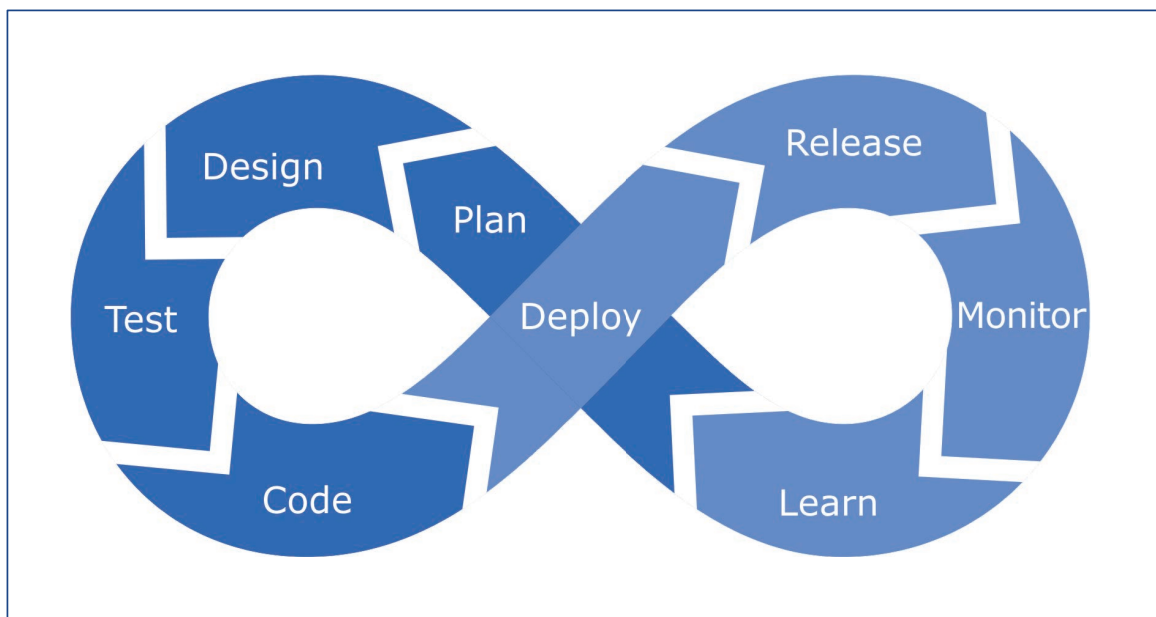 Design
Plan
Test
Code
Deploy
Release
Monitor
Learn